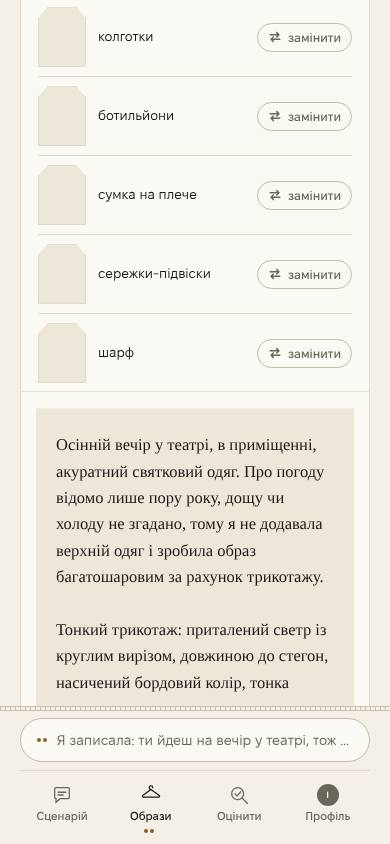 колготки
замінити
ботильйони
замінити
сумка на плече
замінити
сережки-підвіски
замінити
шарф
замінити
Осінній вечір у театрі, в приміщенні,
акуратний святковий одяг. Про погоду
відомо лише пору року, дощу чи
холоду не згадано, тому я не додавала
верхній одяг і зробила образ
багатошаровим за рахунок трикотажу.
Тонкий трикотаж: приталений светр із
круглим вирізом, довжиною до стегон,
насичений бордовий колір, тонка
Я записала: ти йдеш на вечір у театрі, тож ...
Сценарій
Образи
Оцінити
І
Профіль